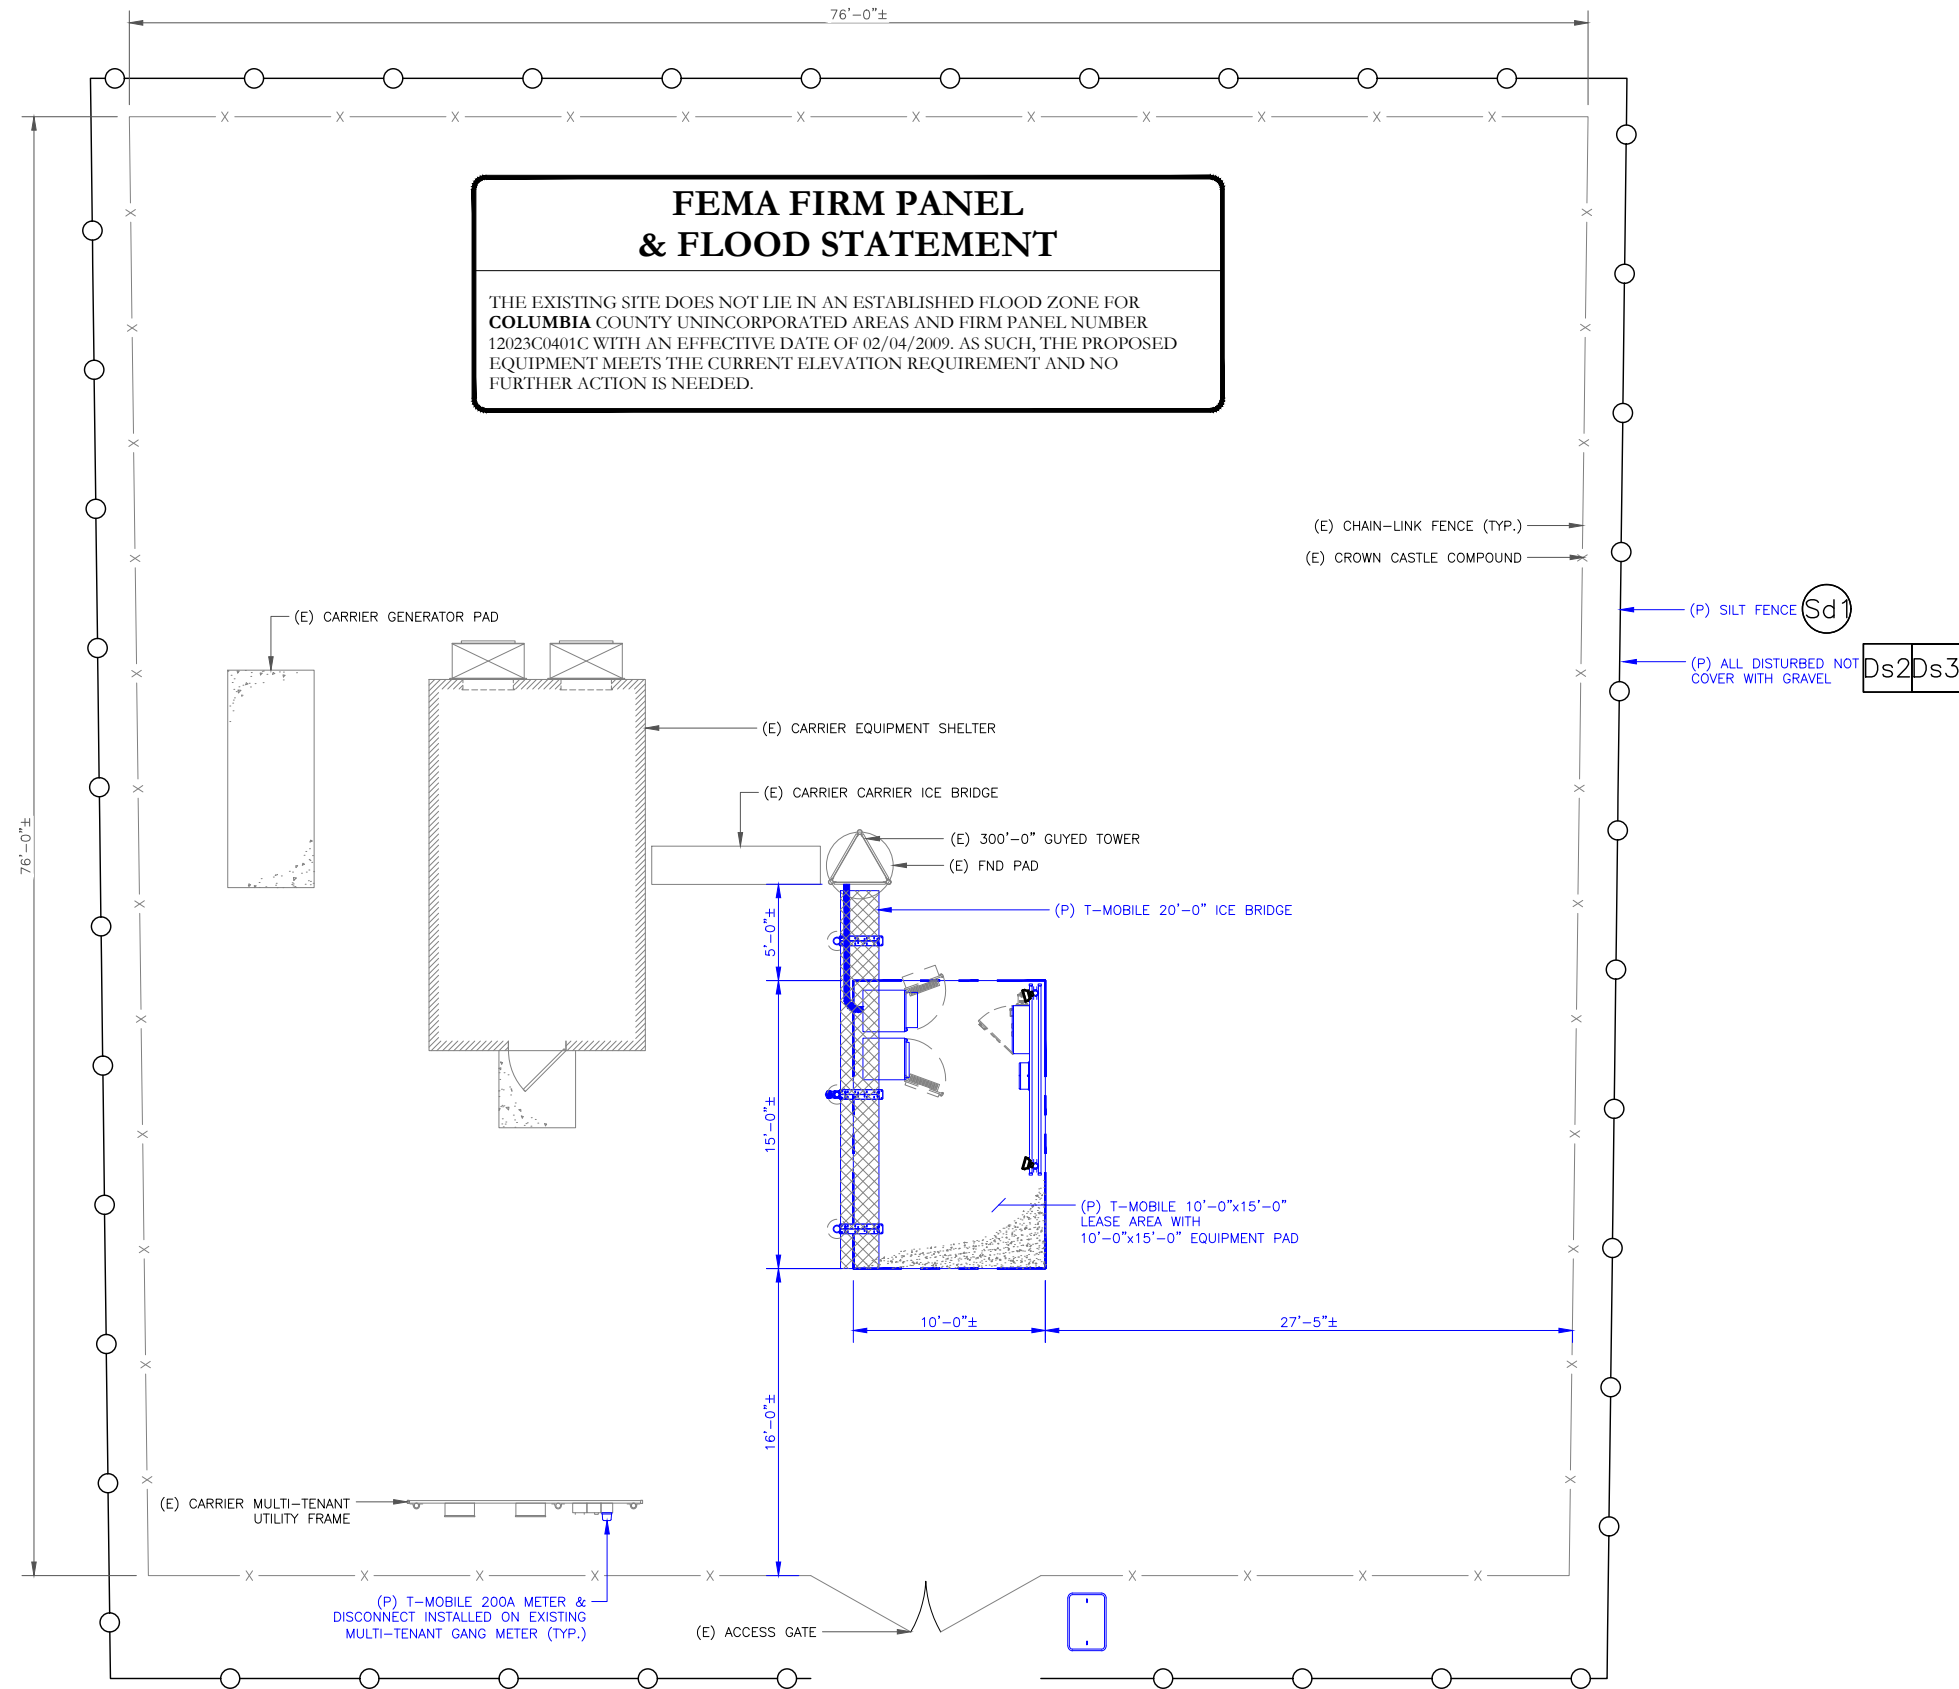 76'-0"±
FEMA FIRM PANEL
& FLOOD STATEMENT
THE EXISTING SITE DOES NOT LIE IN AN ESTABLISHED FLOOD ZONE FOR
COLUMBIA COUNTY UNINCORPORATED AREAS AND FIRM PANEL NUMBER
12023C0401C WITH AN EFFECTIVE DATE OF 02/04/2009. AS SUCH, THE PROPOSED
EQUIPMENT MEETS THE CURRENT ELEVATION REQUIREMENT AND NO
FURTHER ACTION IS NEEDED.
(E) CHAIN-LINK FENCE (TYP.)
(E) CROWN CASTLE COMPOUND
(P) SILT FENCE
Sd1
(P) ALL DISTURBED NOT
COVER WITH GRAVEL
Ds2
Ds3
(E) CARRIER GENERATOR PAD
(E) CARRIER EQUIPMENT SHELTER
(E) CARRIER CARRIER ICE BRIDGE
(E) 300'-0" GUYED TOWER
(E) FND PAD
76'-0"±
(P) T-MOBILE 20'-0" ICE BRIDGE
5'-0"±
15'-0"±
(P) T-MOBILE 10'-0"x15'-0"
LEASE AREA WITH
10'-0"x15'-0" EQUIPMENT PAD
10'-0"±
27'-5"±
16'-0"±
(E) CARRIER MULTI-TENANT
UTILITY FRAME
(P) T-MOBILE 200A METER &
DISCONNECT INSTALLED ON EXISTING
MULTI-TENANT GANG METER (TYP.)
(E) ACCESS GATE